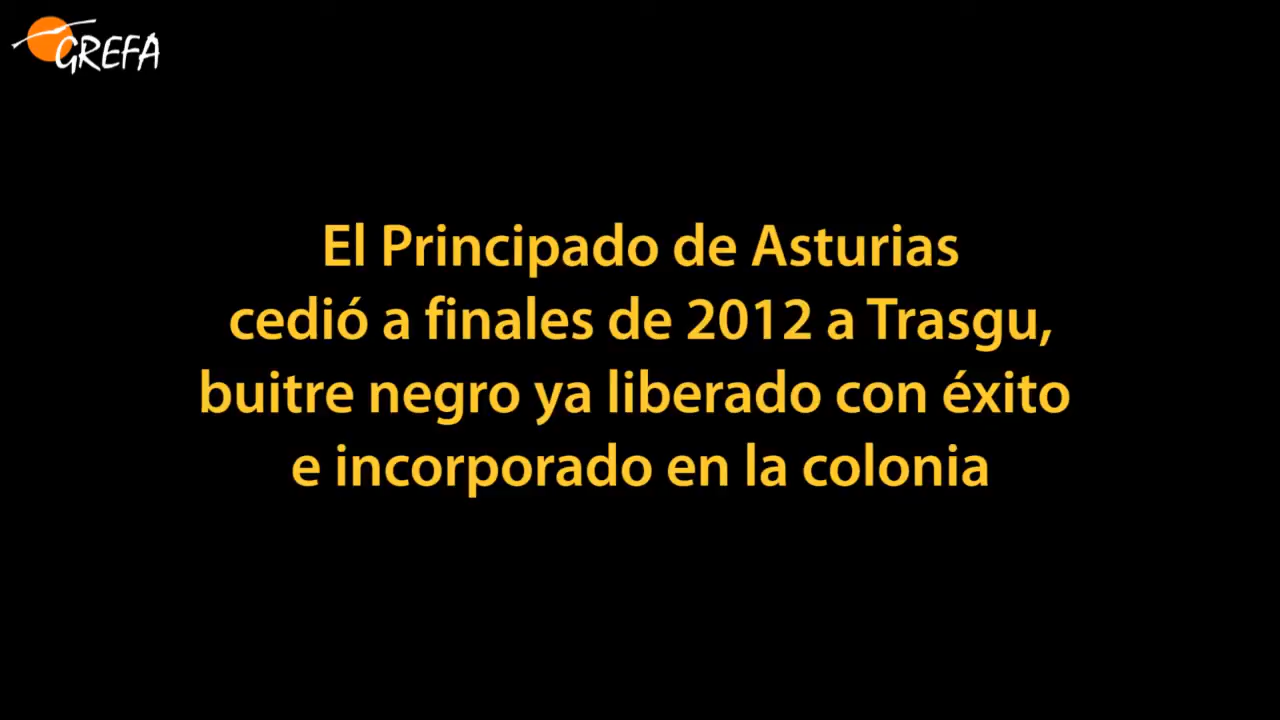 GREFA
El Principado de Asturias
cedió a finales de 2012 a Trasgu,
buitre negro ya liberado con éxito
e incorporado en la colonia